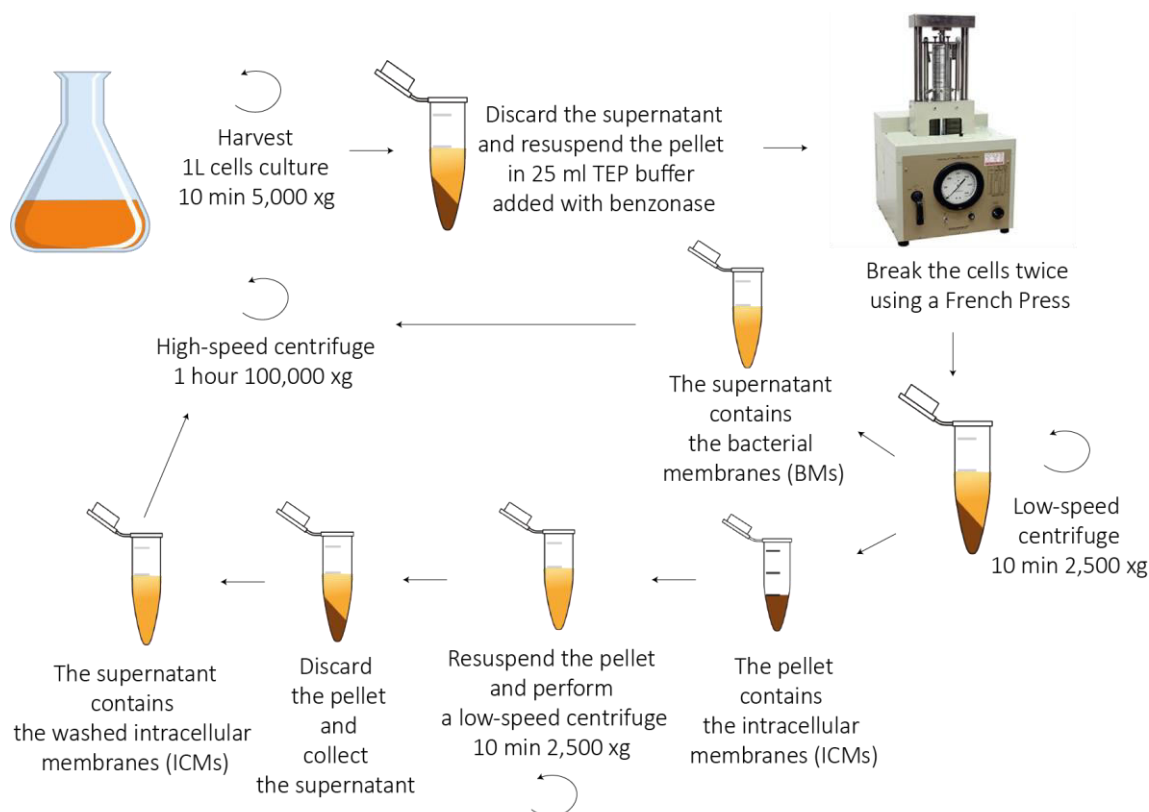 Harvest
1L cells culture
10 min 5,000 xg
Discard the supernatant
and resuspend the pellet
in 25 ml TEP buffer
added with benzonase
Break the cells twice
using a French Press
High-speed centrifuge
1 hour 100,000 xg
The supernatant
contains
the bacterial
membranes (BMs)
Low-speed
centrifuge
10 min 2,500 xg
The supernatant
contains
the washed intracellular
membranes (ICMs)
Discard
the pellet
and
collect
the supernatant
Resuspend the pellet
and perform
a low-speed centrifuge
10 min 2,500 xg
The pellet
contains
the intracellular
membranes (ICMs)